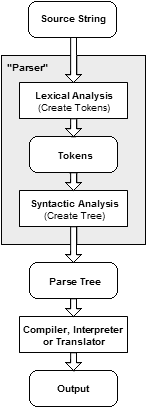 Source String
"Parser"
Lexical Analysis
(Create Tokens)
Tokens
Syntactic Analysis
(Create Tree)
Parse Tree
Compiler, Interpreter
or Translator
Output